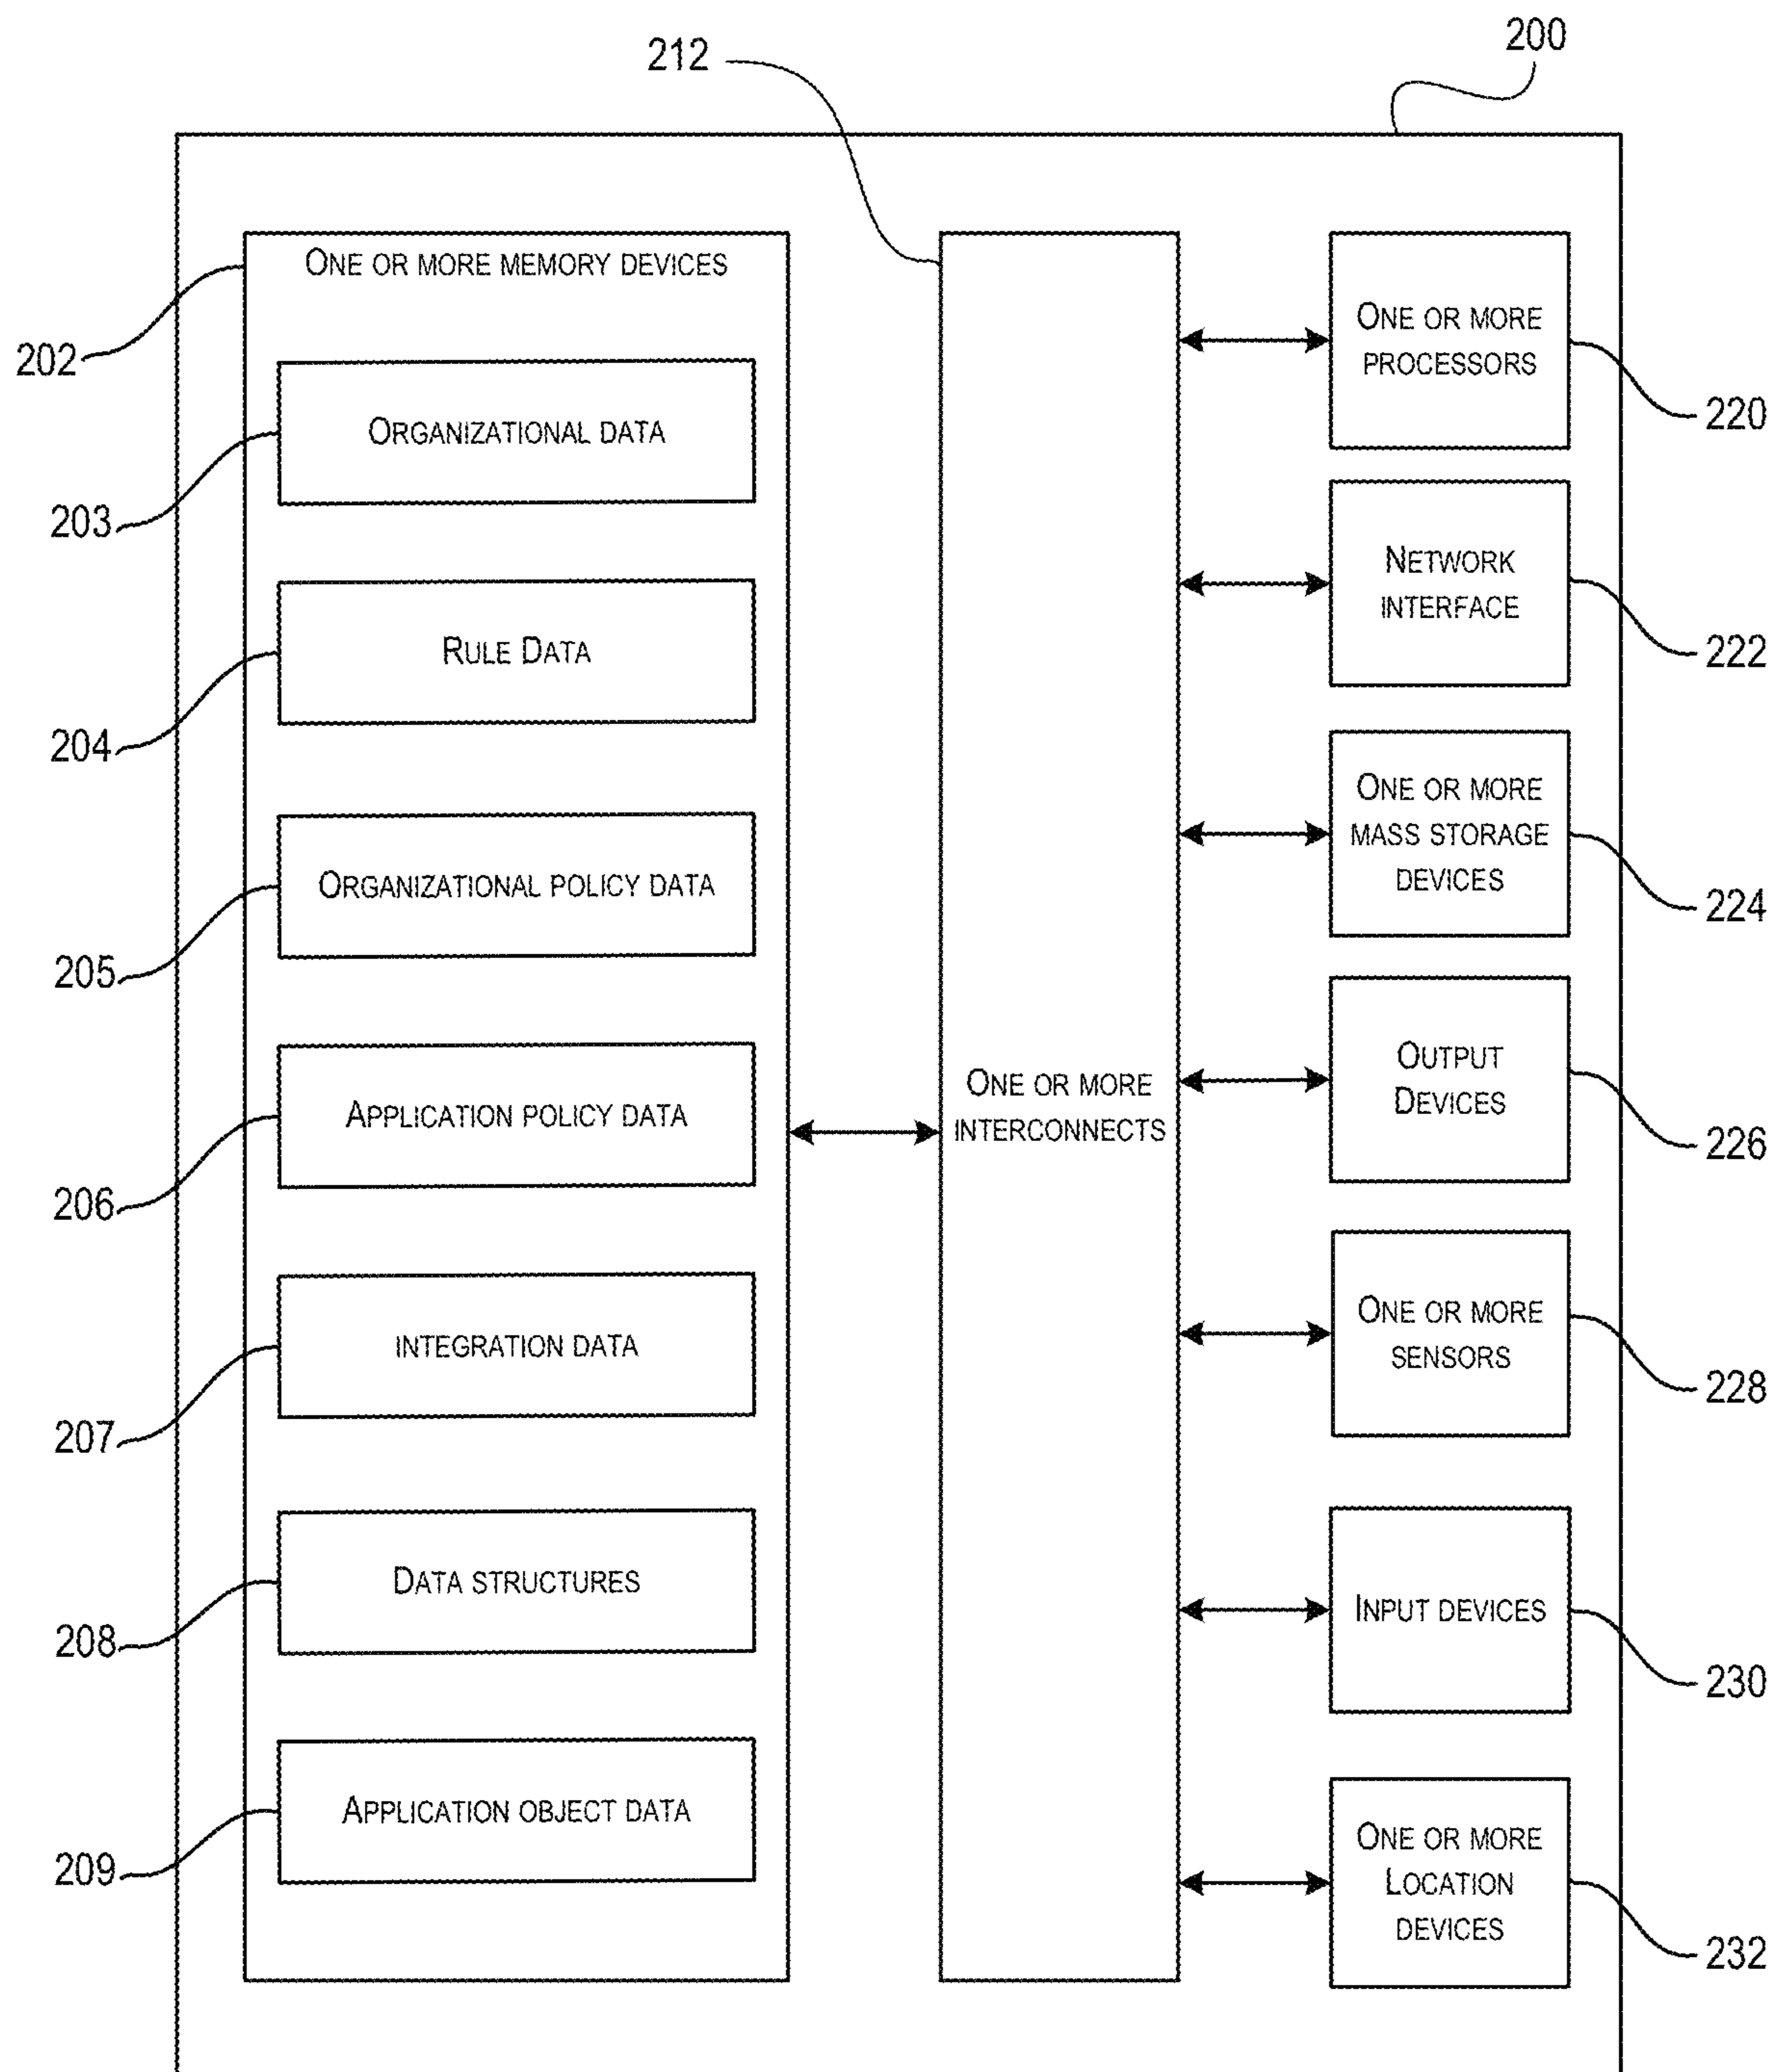 212
200
ONE OR MORE MEMORY DEVICES
202
ORGANIZATIONAL DATA
203
RULE DATA
204
ORGANIZATIONAL POLICY DATA
205
APPLICATION POLICY DATA
206
INTEGRATION DATA
207
DATA STRUCTURES
208
APPLICATION OBJECT DATA
209
ONE OR MORE
INTERCONNECTS
ONE OR MORE
PROCESSORS
220
NETWORK
INTERFACE
222
ONE OR MORE
MASS STORAGE
DEVICES
224
OUTPUT
DEVICES
226
ONE OR MORE
SENSORS
228
INPUT DEVICES
230
ONE OR MORE
LOCATION
DEVICES
232